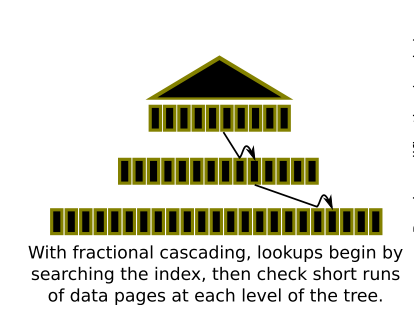 With fractional cascading, lookups begin by
searching the index, then check short runs
of data pages at each level of the tree.